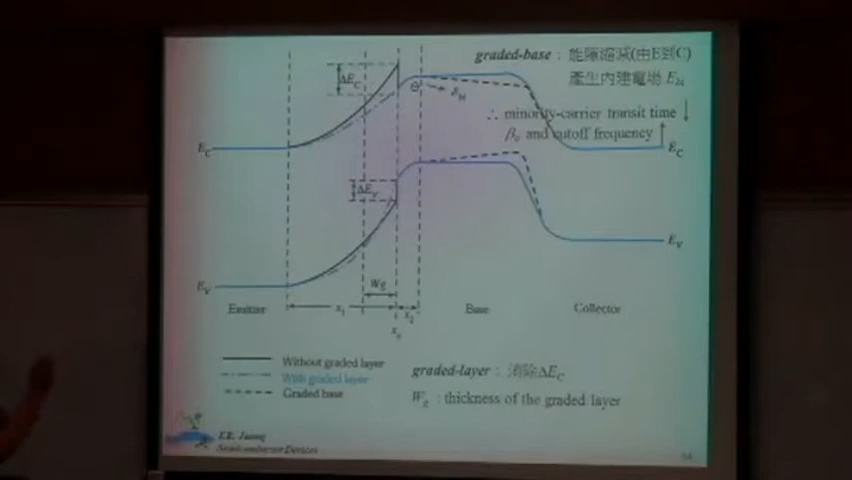 graded-base : 能隙縮減(由E到C)
產生內建電場 E_bi
∴ minority-carrier transit time ↓
β_o and cutoff frequency ↑
ΔE_C
E_C
E_C
ΔE_V
E_V
E_V
Wg
Emitter
x_1
x_2
Base
Collector
Without graded layer
With graded layer
Graded base
graded-layer : 消除ΔE_C
W_g : thickness of the graded layer
Semiconductor Devices